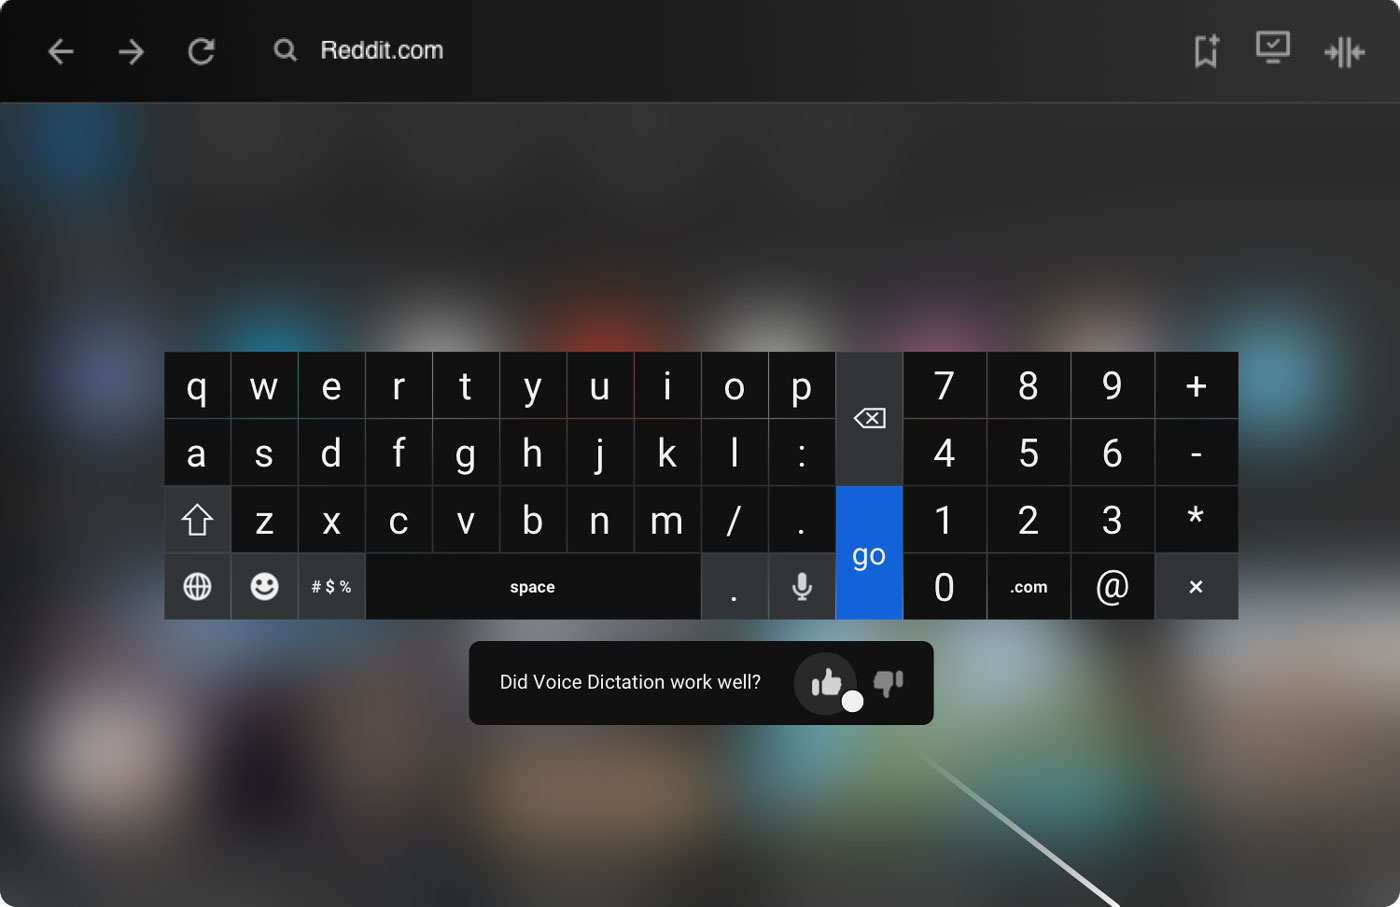 Reddit.com
q w e r t y u i o p 7 8 9 +
a s d f g h j k l : 4 5 6 -
z x c v b n m / . go 1 2 3 *
# $ % space . 0 .com @ ×
Did Voice Dictation work well?